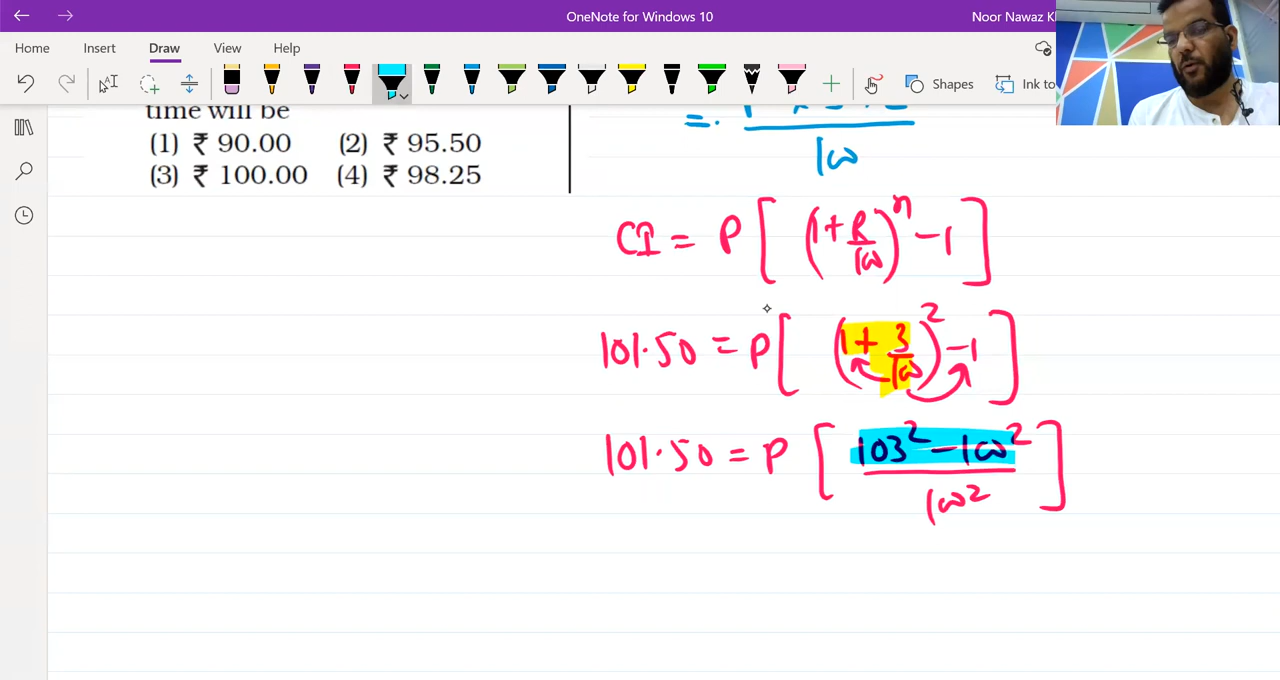 OneNote for Windows 10
Noor Nawaz K
Home Insert Draw View Help
Shapes
Ink to
time will be
(1) ₹ 90.00 (2) ₹ 95.50
(3) ₹ 100.00 (4) ₹ 98.25
=
100
CI = P [ (1 + R/100)^n - 1 ]
101.50 = P [ (1 + 3/100)^2 - 1 ]
101.50 = P [ 103^2 - 100^2 / 100^2 ]